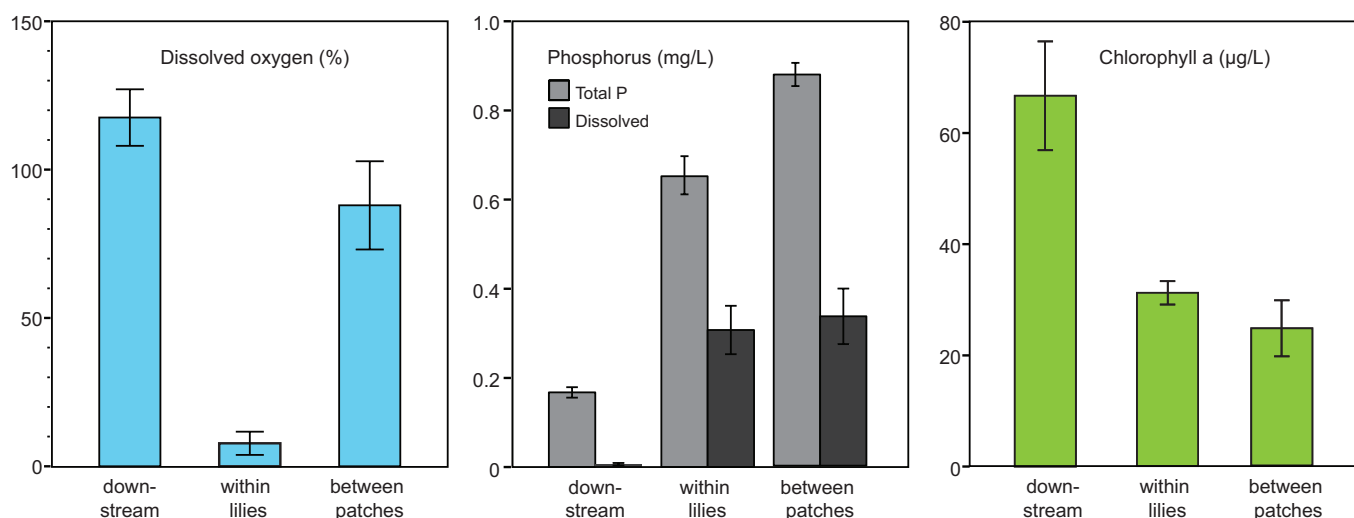 Dissolved oxygen (%)
150
100
50
0
down-
stream
within
lilies
between
patches
Phosphorus (mg/L)
Total P
Dissolved
1.0
0.8
0.6
0.4
0.2
0
down-
stream
within
lilies
between
patches
Chlorophyll a (µg/L)
80
60
40
20
0
down-
stream
within
lilies
between
patches